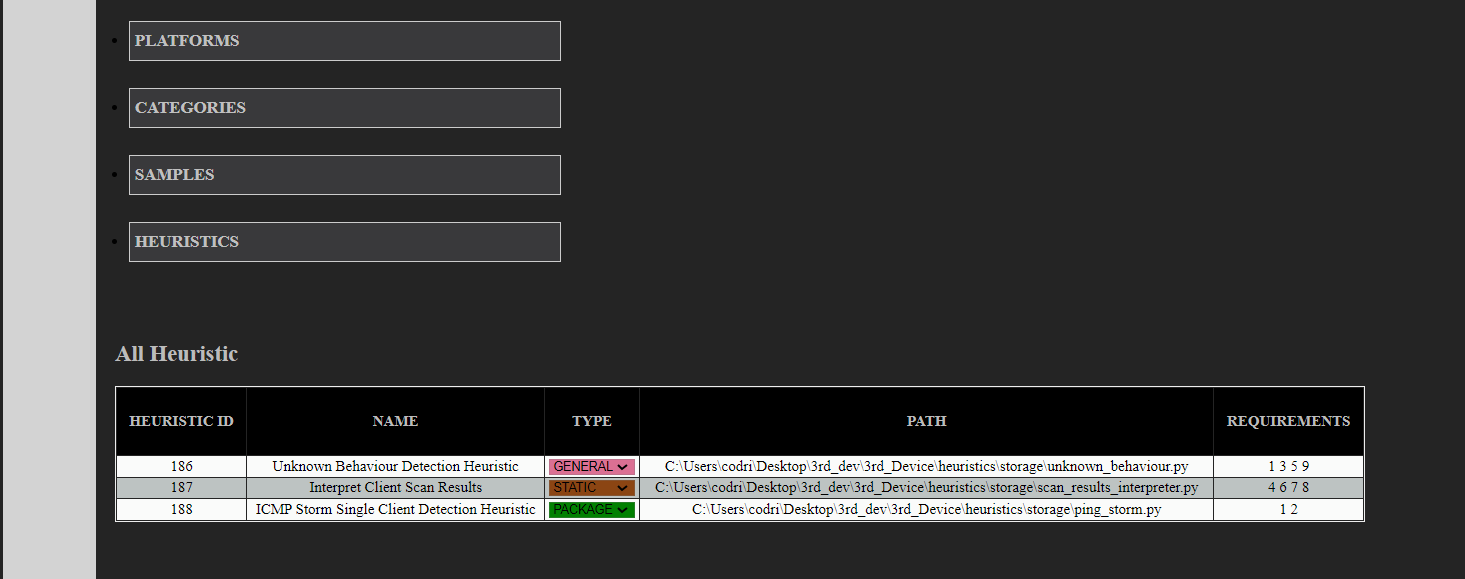 PLATFORMS
CATEGORIES
SAMPLES
HEURISTICS
All Heuristic
HEURISTIC ID NAME TYPE PATH REQUIREMENTS
186 Unknown Behaviour Detection Heuristic GENERAL C:\Users\codri\Desktop\3rd_dev\3rd_Device\heuristics\storage\unknown_behaviour.py 1 3 5 9
187 Interpret Client Scan Results STATIC C:\Users\codri\Desktop\3rd_dev\3rd_Device\heuristics\storage\scan_results_interpreter.py 4 6 7 8
188 ICMP Storm Single Client Detection Heuristic PACKAGE C:\Users\codri\Desktop\3rd_dev\3rd_Device\heuristics\storage\ping_storm.py 1 2